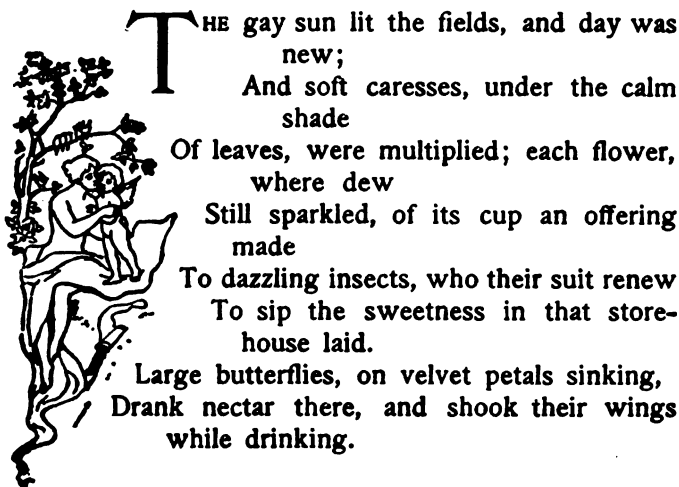 THE gay sun lit the fields, and day was
new;
And soft caresses, under the calm
shade
Of leaves, were multiplied; each flower,
where dew
Still sparkled, of its cup an offering
made
To dazzling insects, who their suit renew
To sip the sweetness in that store-
house laid.
Large butterflies, on velvet petals sinking,
Drank nectar there, and shook their wings
while drinking.